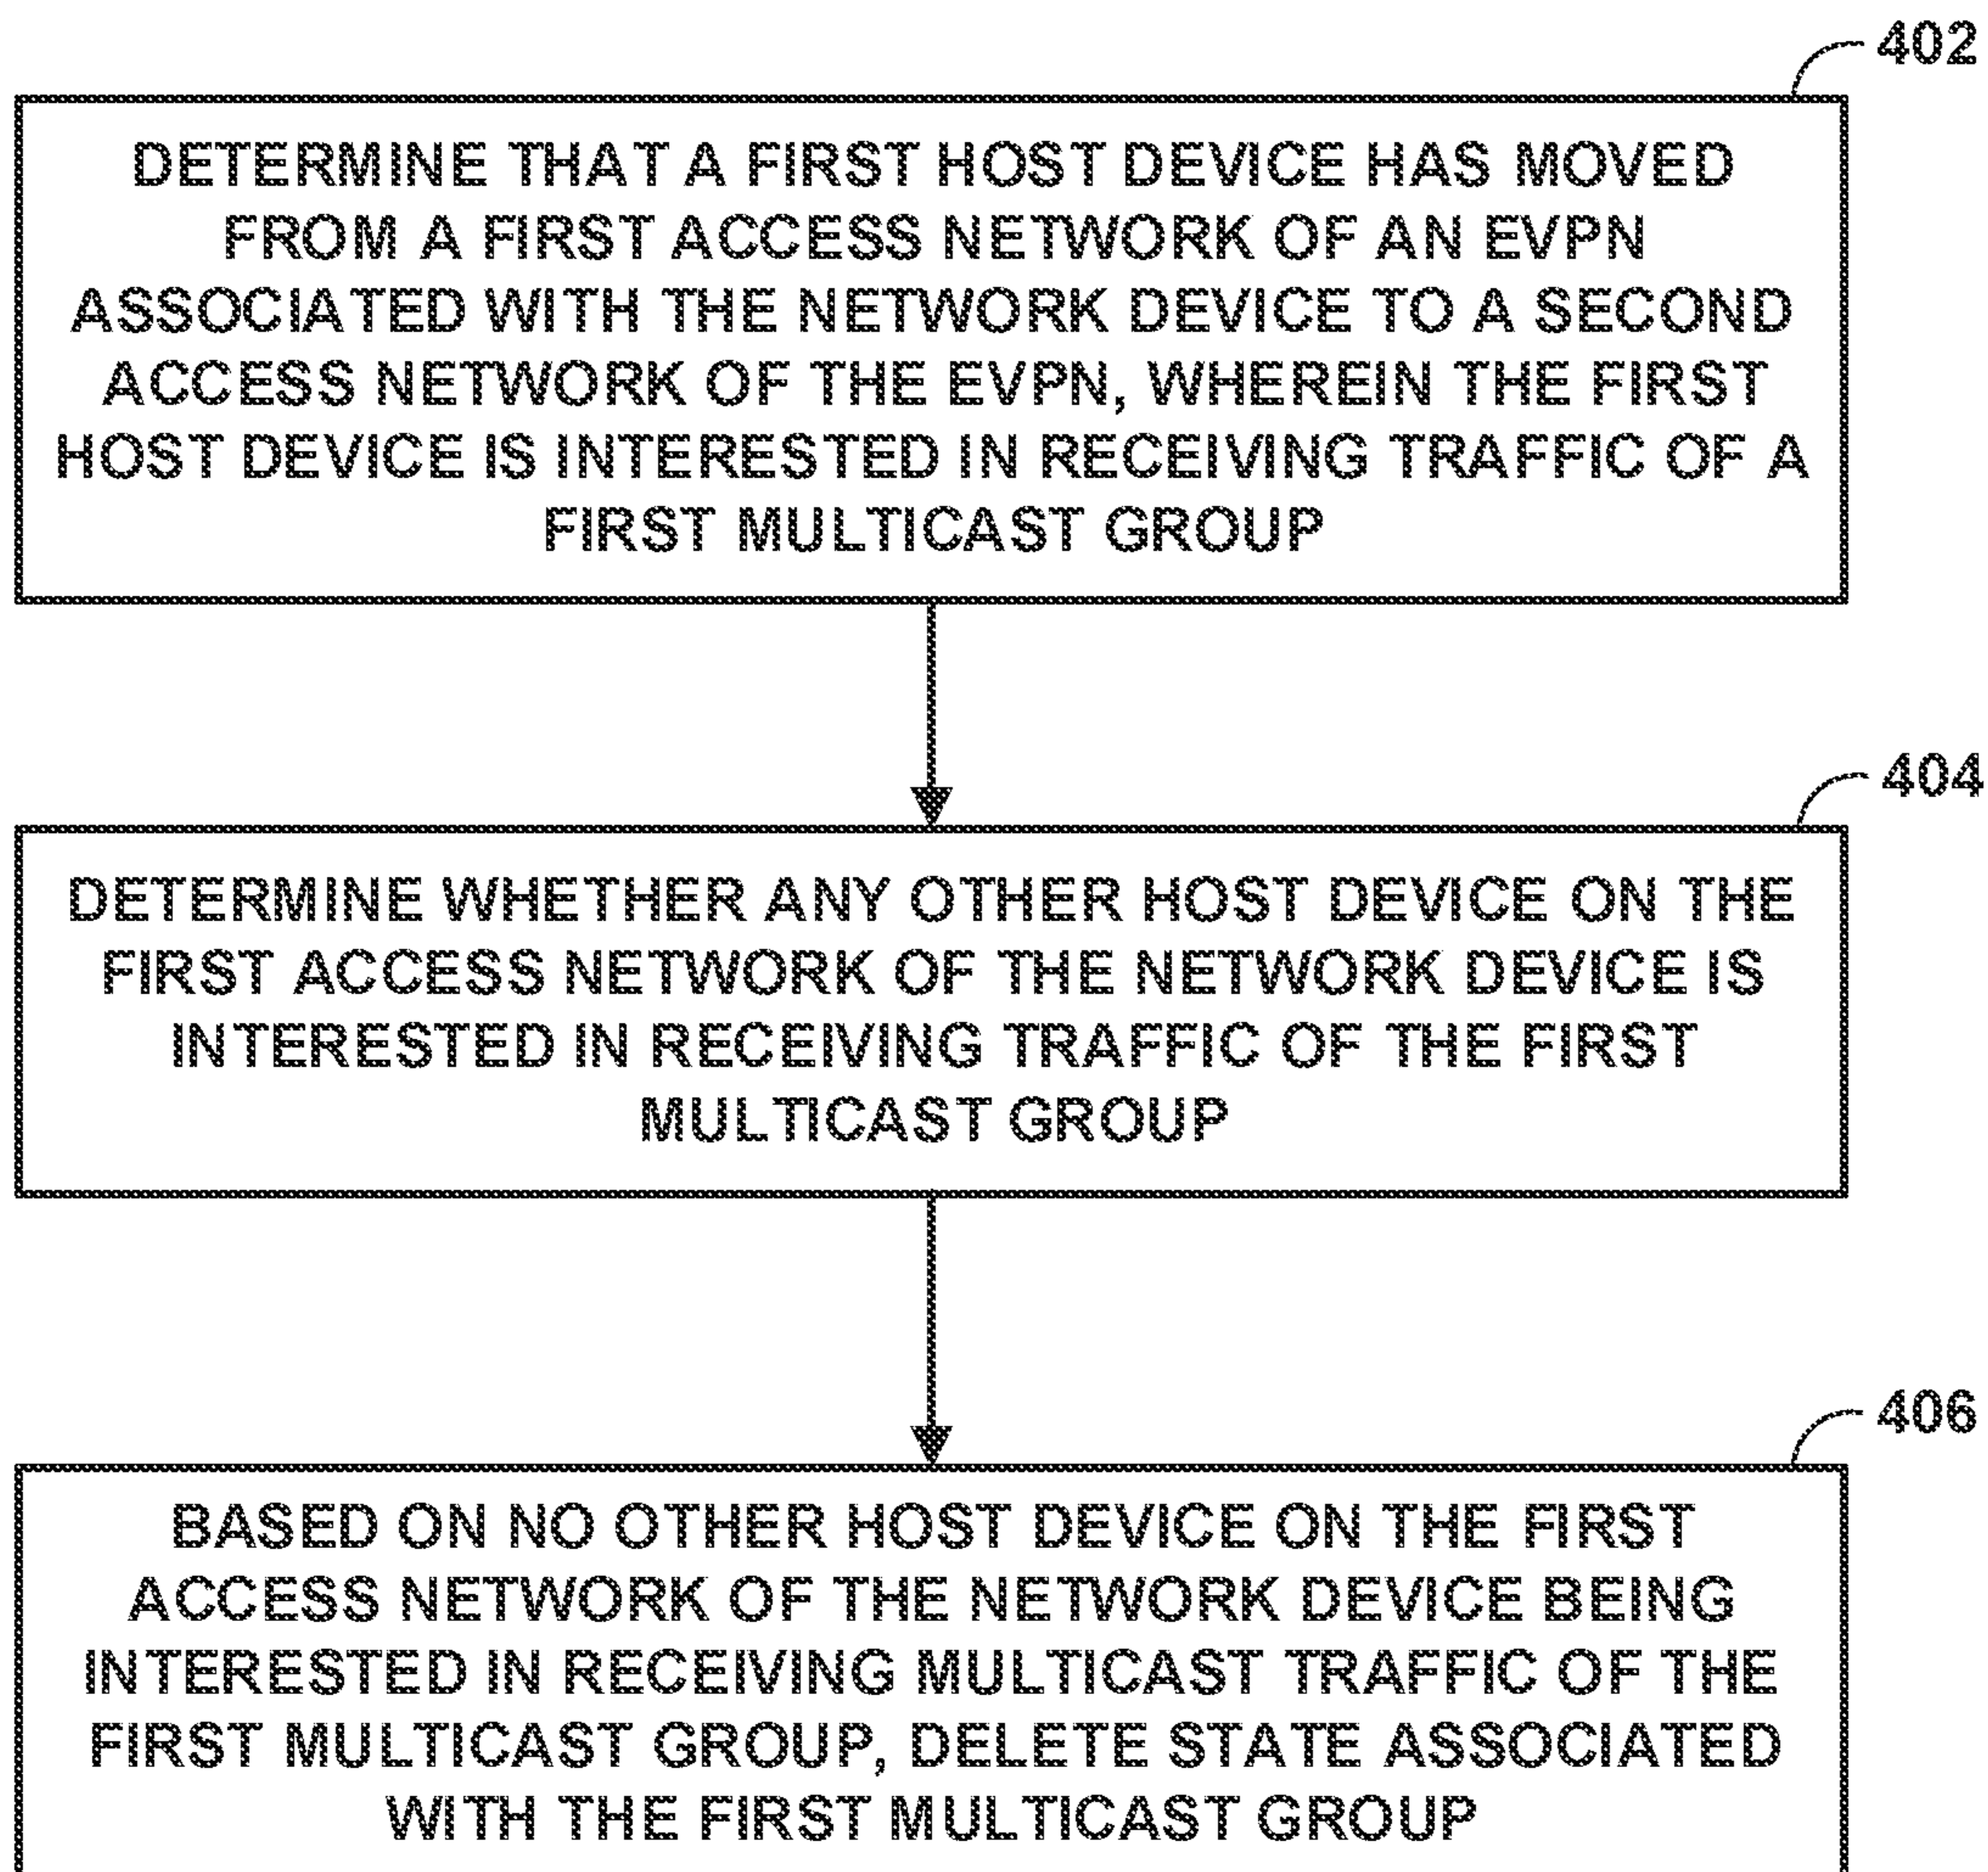 402
DETERMINE THAT A FIRST HOST DEVICE HAS MOVED
FROM A FIRST ACCESS NETWORK OF AN EVPN
ASSOCIATED WITH THE NETWORK DEVICE TO A SECOND
ACCESS NETWORK OF THE EVPN, WHEREIN THE FIRST
HOST DEVICE IS INTERESTED IN RECEIVING TRAFFIC OF A
FIRST MULTICAST GROUP
404
DETERMINE WHETHER ANY OTHER HOST DEVICE ON THE
FIRST ACCESS NETWORK OF THE NETWORK DEVICE IS
INTERESTED IN RECEIVING TRAFFIC OF THE FIRST
MULTICAST GROUP
406
BASED ON NO OTHER HOST DEVICE ON THE FIRST
ACCESS NETWORK OF THE NETWORK DEVICE BEING
INTERESTED IN RECEIVING MULTICAST TRAFFIC OF THE
FIRST MULTICAST GROUP, DELETE STATE ASSOCIATED
WITH THE FIRST MULTICAST GROUP